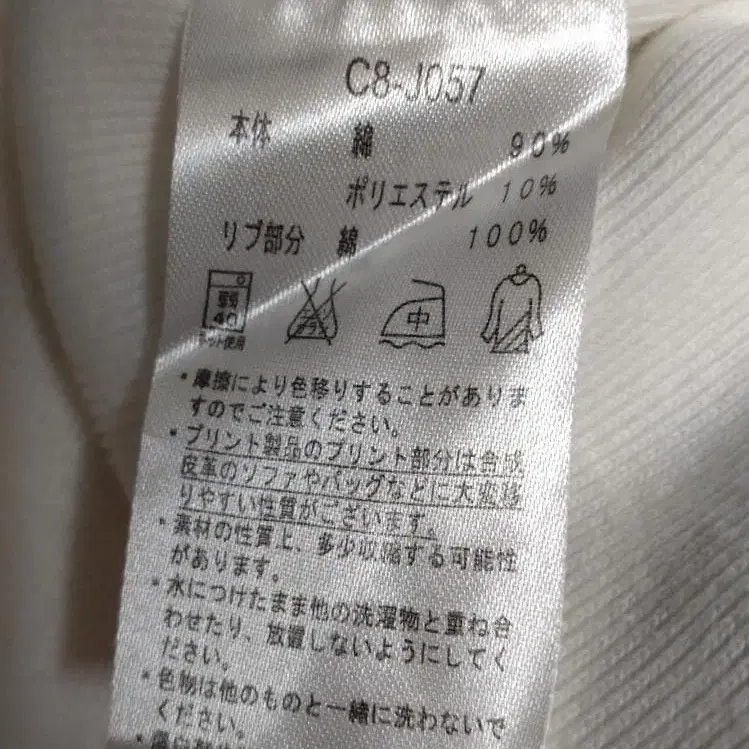 C8-J057
本体 綿 90%
ポリエステル 10%
リブ部分 綿 100%
40 中
ネット使用
・摩擦により色移りすることがありま
すのでご注意ください。
・プリント製品のプリント部分は合成
皮革のソファやバッグなどに大変移
りやすい性質がございます。
・素材の性質上、多少収縮する可能性
があります。
・水につけたまま他の洗濯物と重ね合
わせたり、放置しないようにしてく
ださい。
・色物は他のものと一緒に洗わないで
ください。